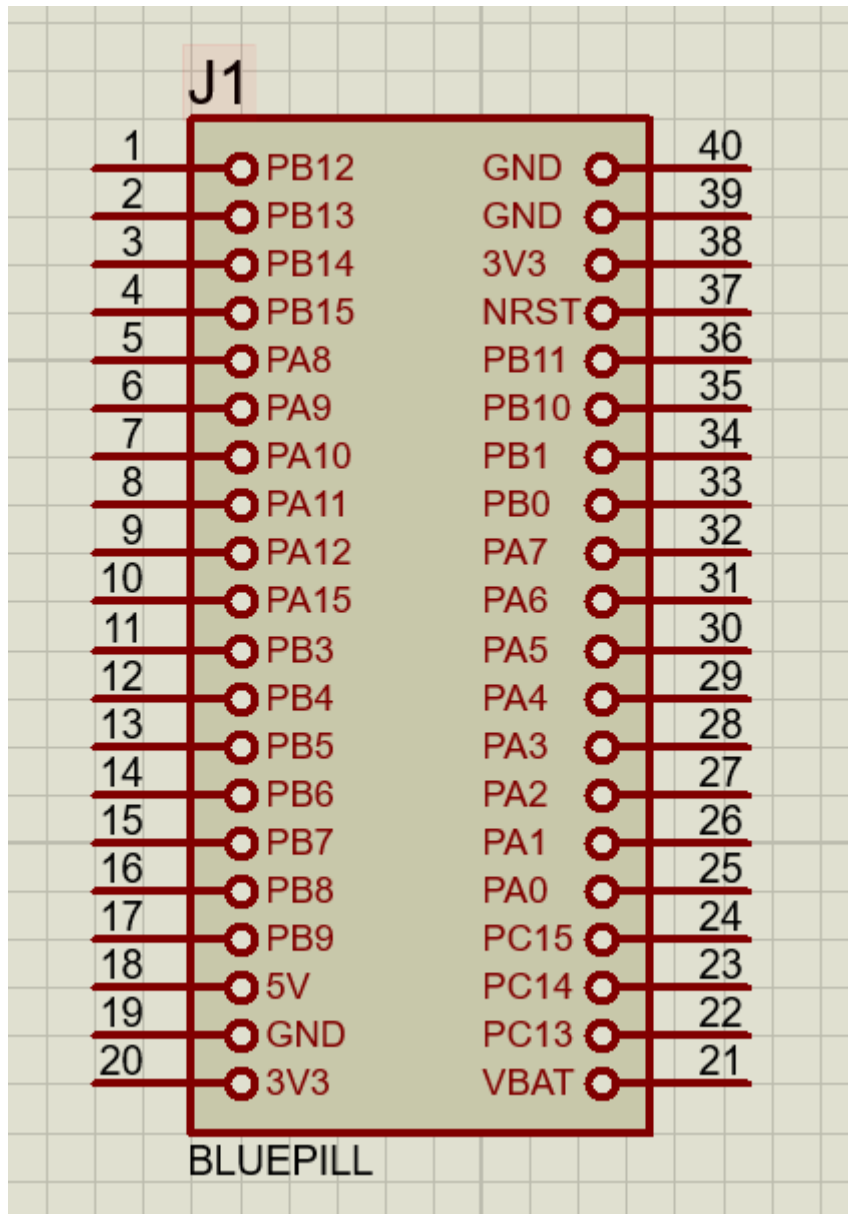 J1
1 PB12 GND 40
2 PB13 GND 39
3 PB14 3V3 38
4 PB15 NRST 37
5 PA8 PB11 36
6 PA9 PB10 35
7 PA10 PB1 34
8 PA11 PB0 33
9 PA12 PA7 32
10 PA15 PA6 31
11 PB3 PA5 30
12 PB4 PA4 29
13 PB5 PA3 28
14 PB6 PA2 27
15 PB7 PA1 26
16 PB8 PA0 25
17 PB9 PC15 24
18 5V PC14 23
19 GND PC13 22
20 3V3 VBAT 21
BLUEPILL